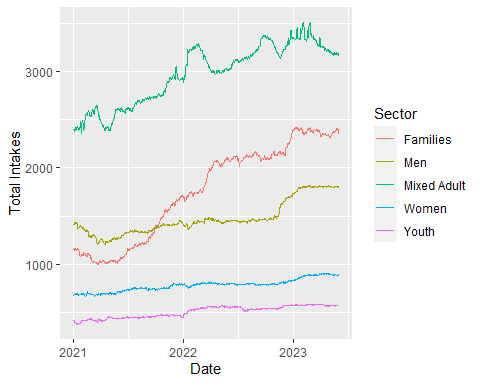 3000
2000
1000
Total Intakes
2021
2022
2023
Date
Sector
Families
Men
Mixed Adult
Women
Youth